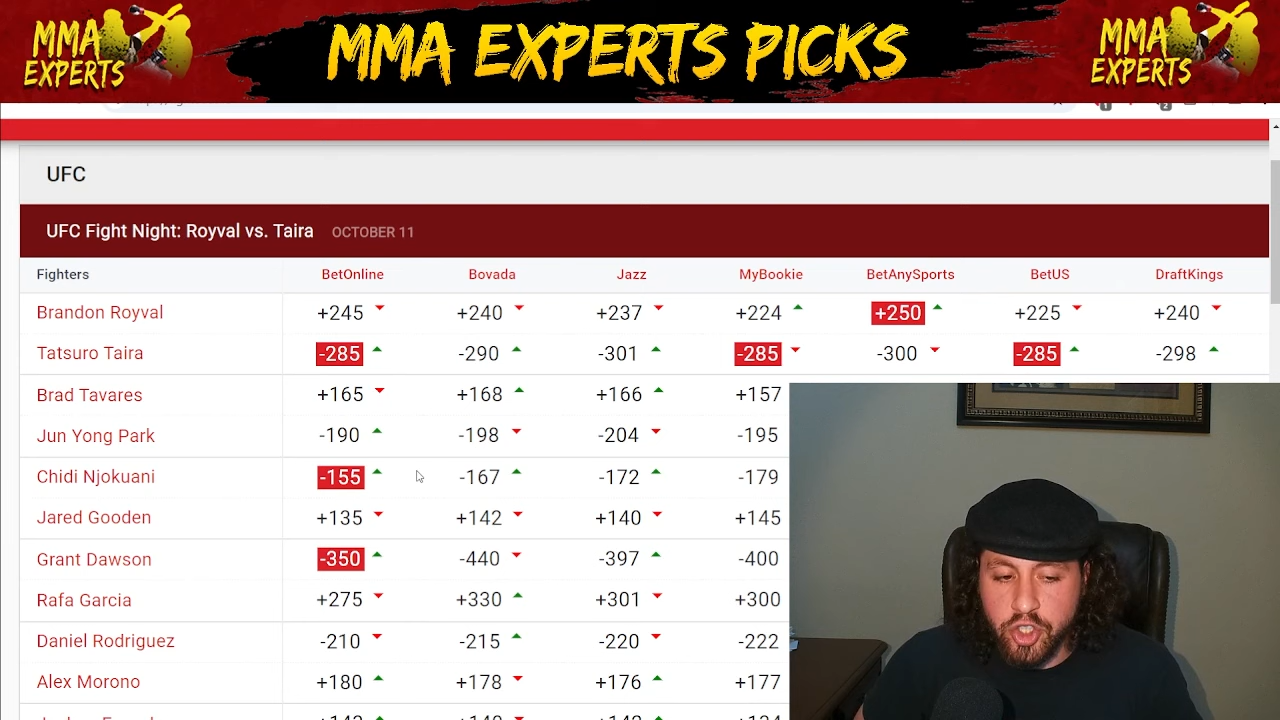 MMA EXPERTS
MMA EXPERTS PICKS
MMA EXPERTS
UFC
UFC Fight Night: Royval vs. Taira OCTOBER 11
Fighters BetOnline Bovada Jazz MyBookie BetAnySports BetUS DraftKings
Brandon Royval +245 +240 +237 +224 +250 +225 +240
Tatsuro Taira -285 -290 -301 -285 -300 -285 -298
Brad Tavares +165 +168 +166 +157
Jun Yong Park -190 -198 -204 -195
Chidi Njokuani -155 -167 -172 -179
Jared Gooden +135 +142 +140 +145
Grant Dawson -350 -440 -397 -400
Rafa Garcia +275 +330 +301 +300
Daniel Rodriguez -210 -215 -220 -222
Alex Morono +180 +178 +176 +177